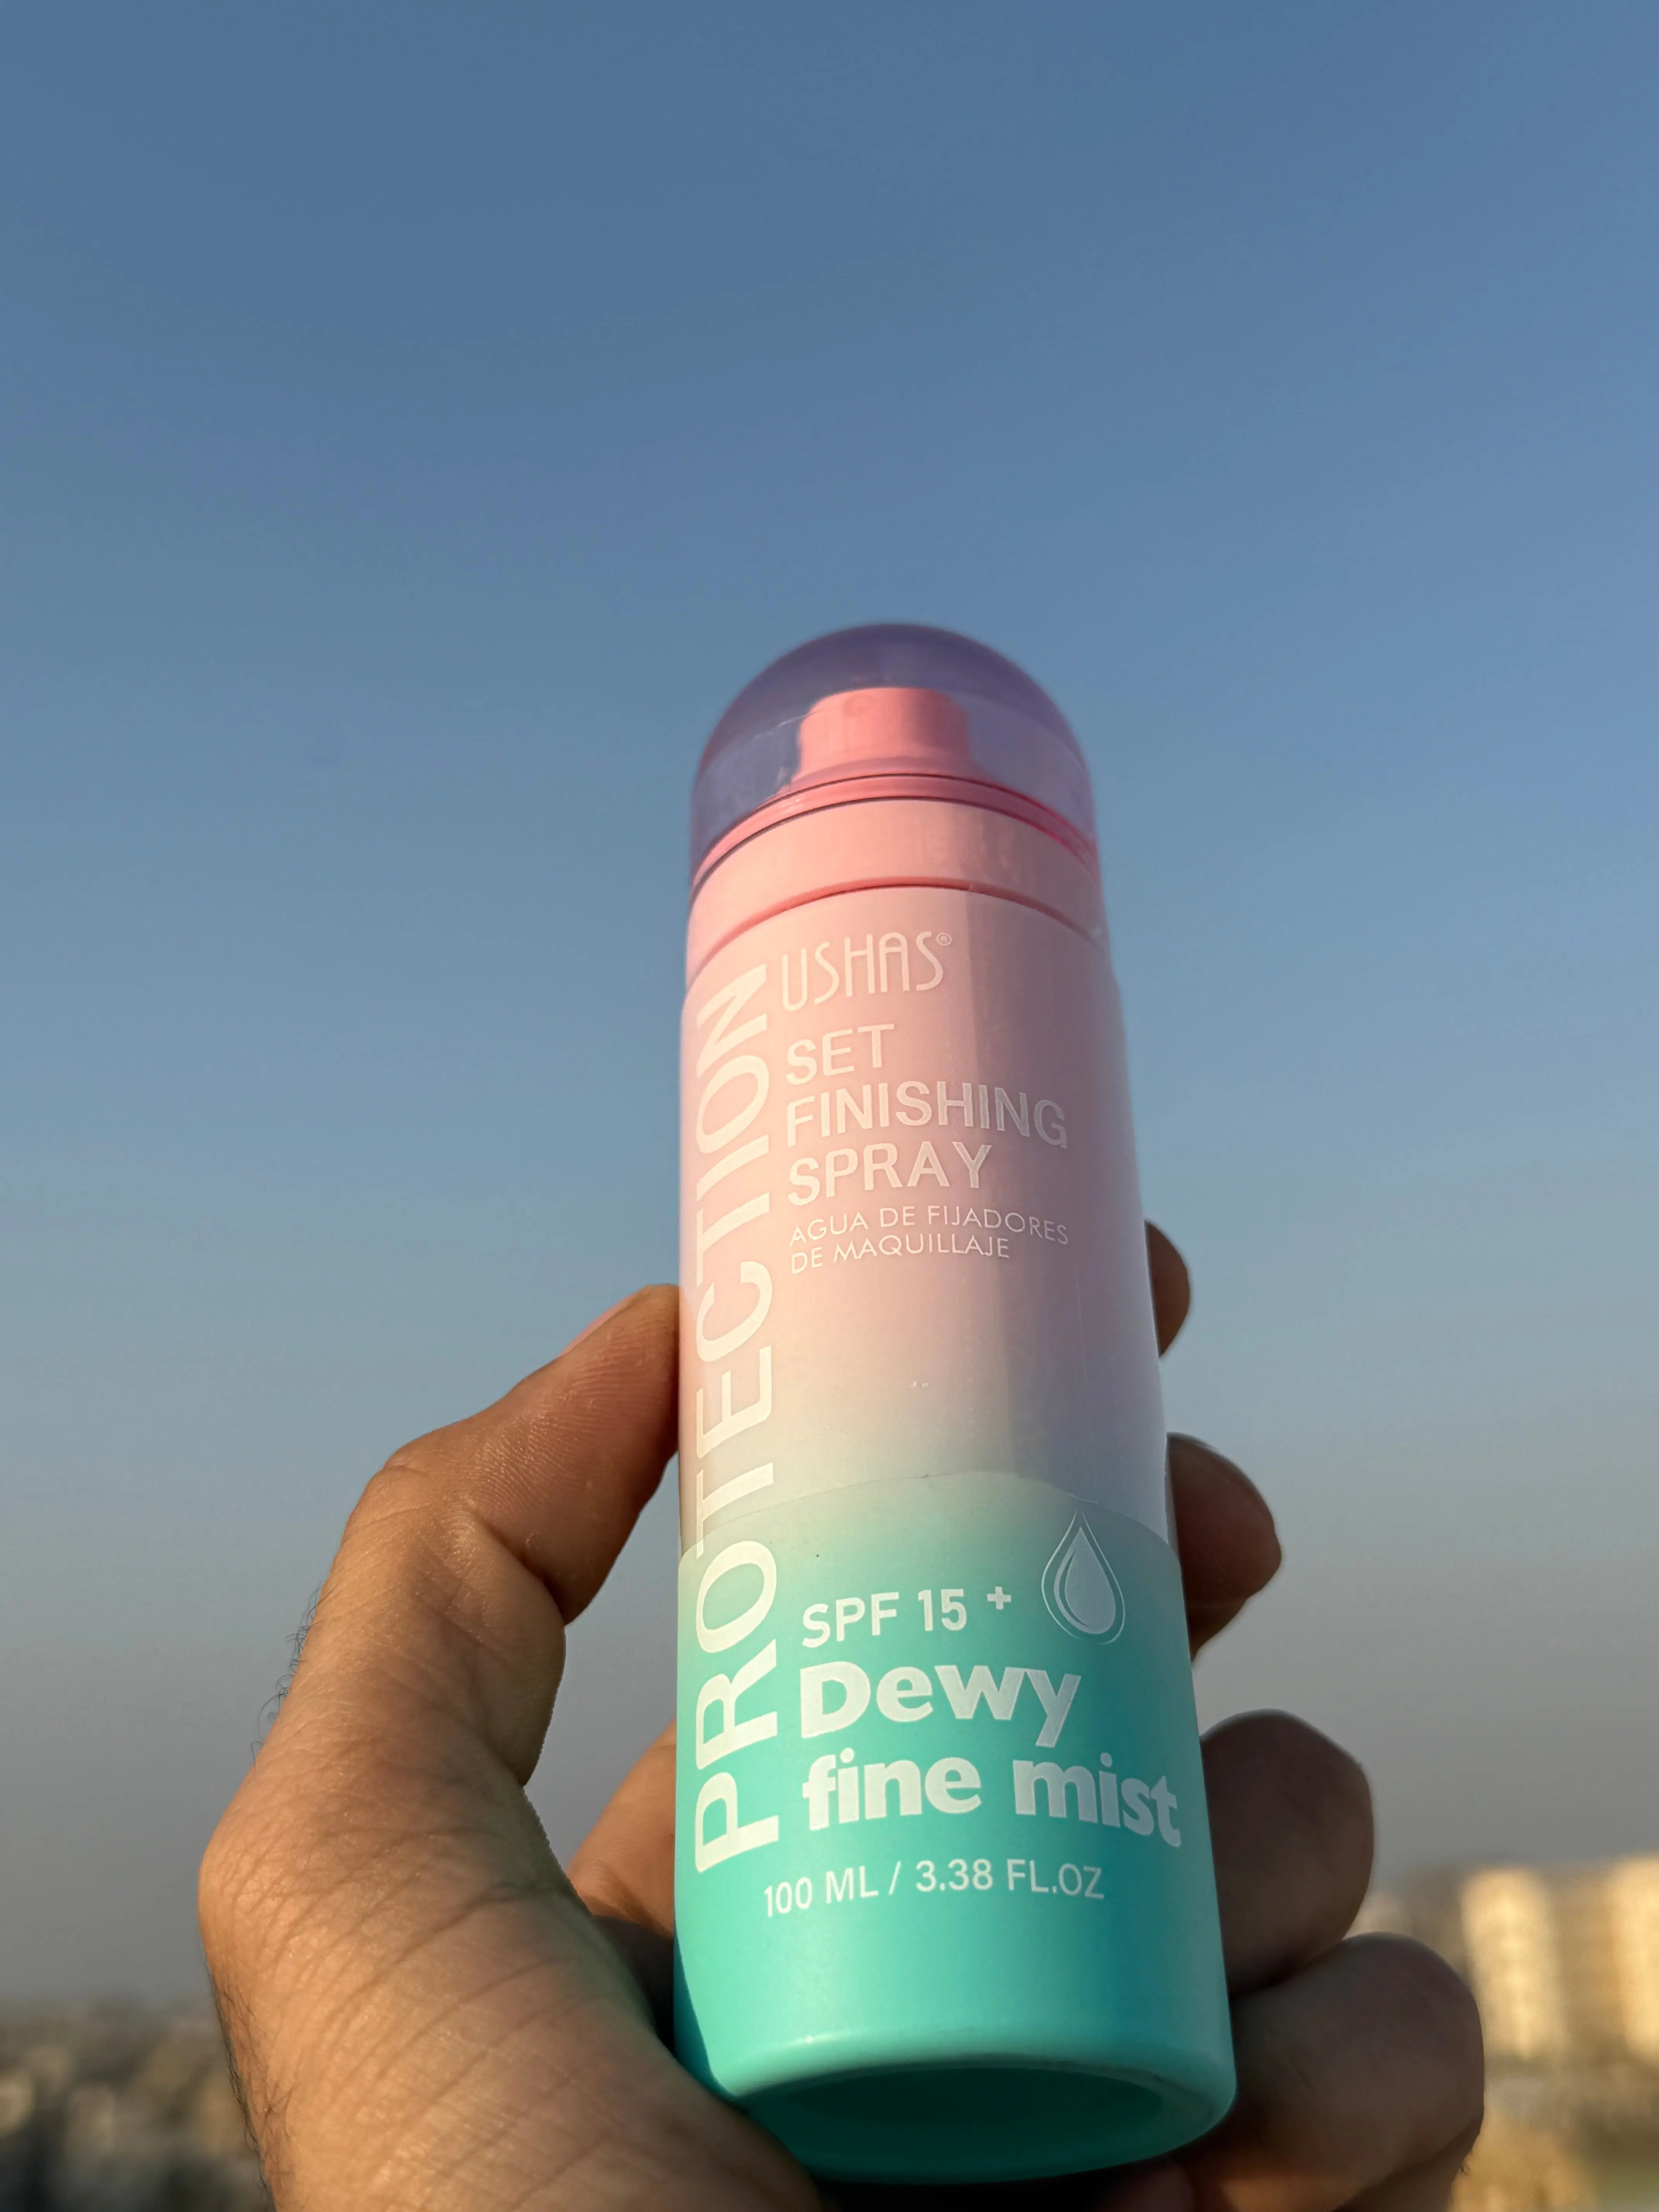 PROTECTION
USHAS®
SET
FINISHING
SPRAY
AGUA DE FIJADORES
DE MAQUILLAJE
SPF 15 +
Dewy
fine mist
100 ML / 3.38 FL.OZ